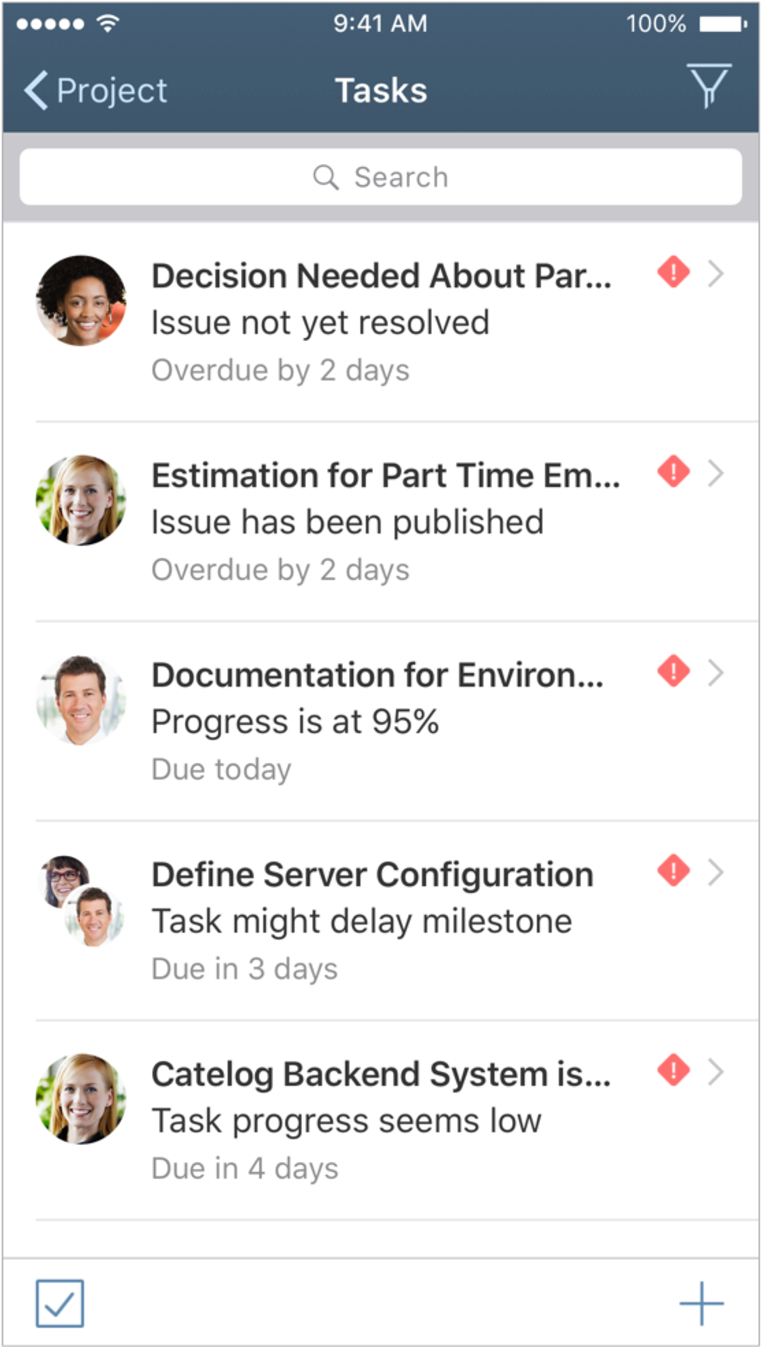 9:41 AM 100%
Project Tasks
Search
Decision Needed About Par...
Issue not yet resolved
Overdue by 2 days
Estimation for Part Time Em...
Issue has been published
Overdue by 2 days
Documentation for Environ...
Progress is at 95%
Due today
Define Server Configuration
Task might delay milestone
Due in 3 days
Catelog Backend System is...
Task progress seems low
Due in 4 days